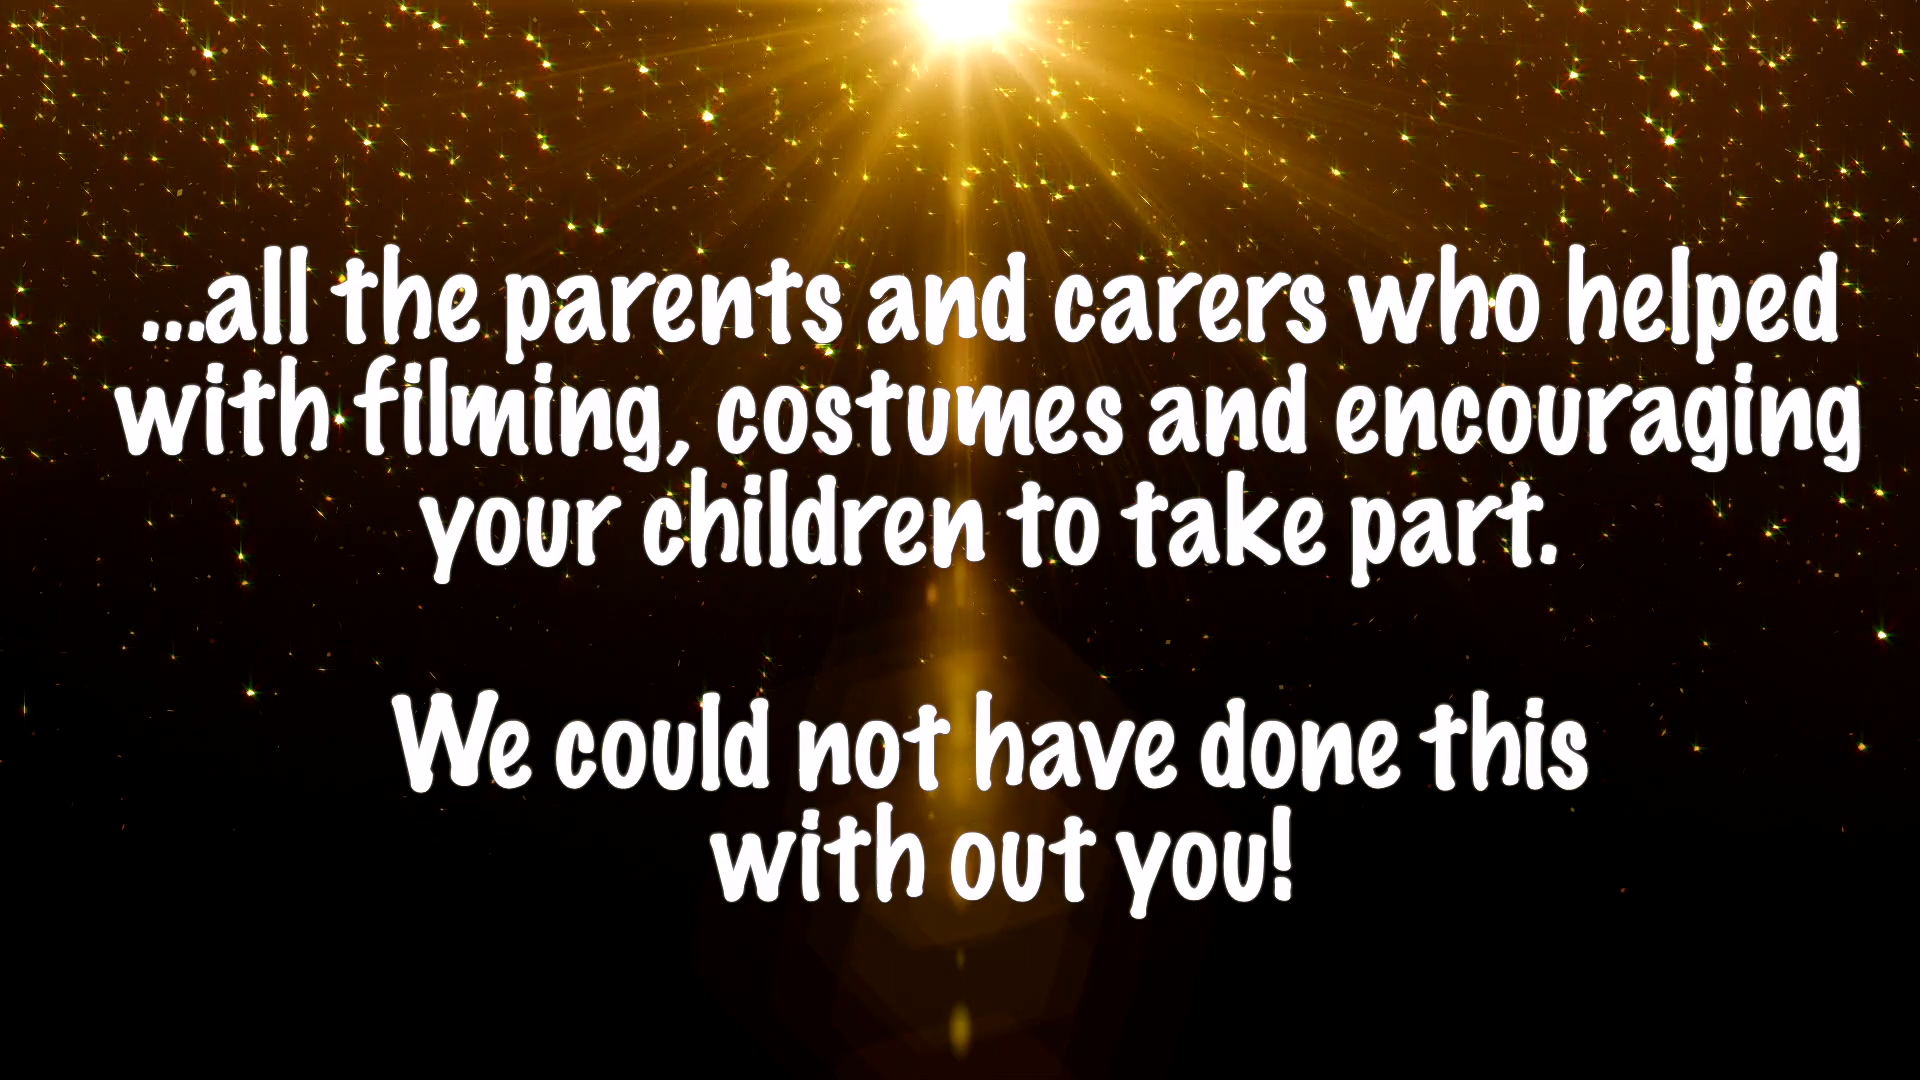 ...all the parents and carers who helped
with filming, costumes and encouraging
your children to take part.
We could not have done this
with out you!